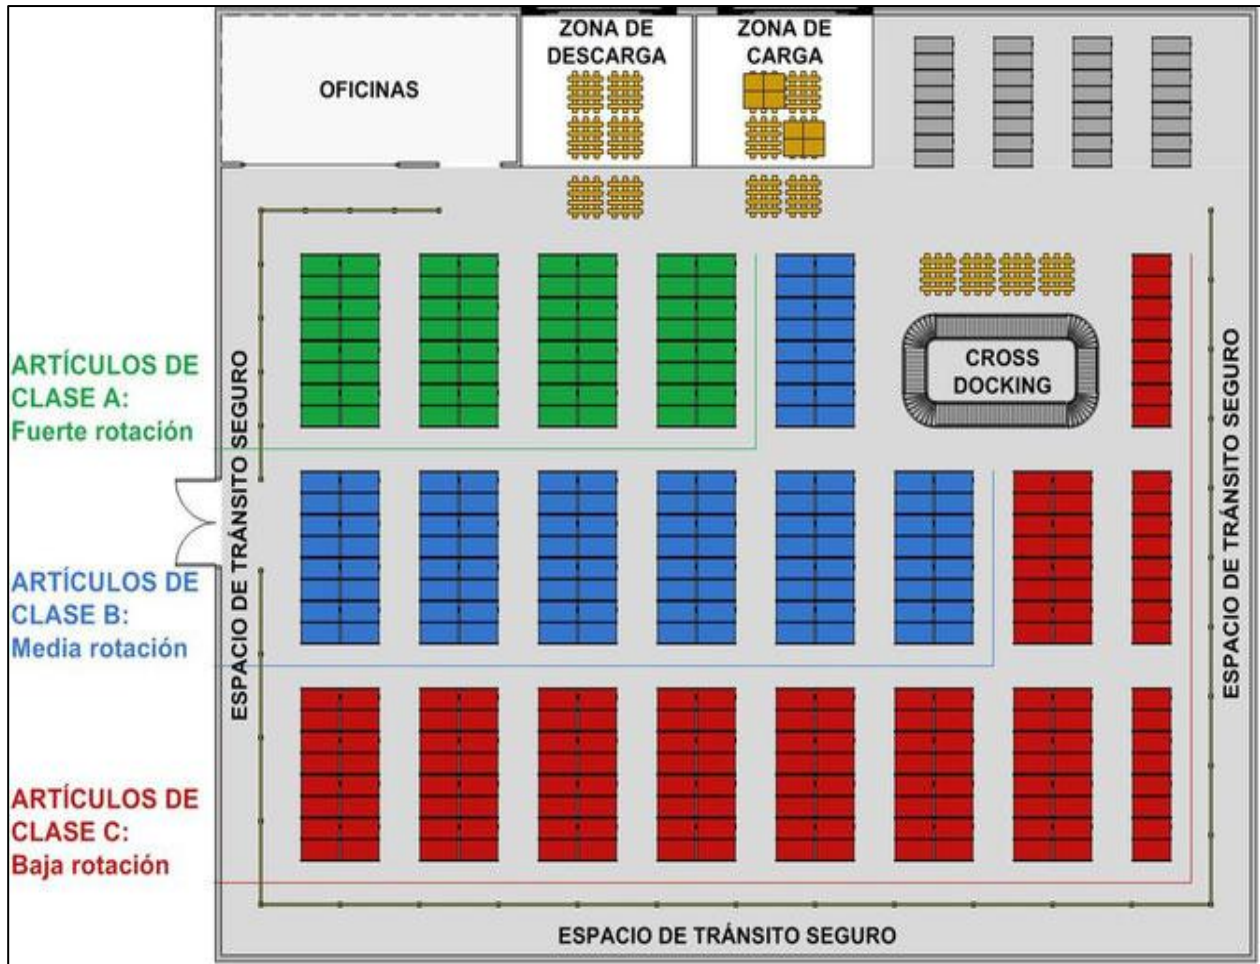 OFICINAS
ZONA DE
DESCARGA
ZONA DE
CARGA
CROSS
DOCKING
ARTÍCULOS DE
CLASE A:
Fuerte rotación
ESPACIO DE TRÁNSITO SEGURO
ARTÍCULOS DE
CLASE B:
Media rotación
ESPACIO DE TRÁNSITO SEGURO
ARTÍCULOS DE
CLASE C:
Baja rotación
ESPACIO DE TRÁNSITO SEGURO